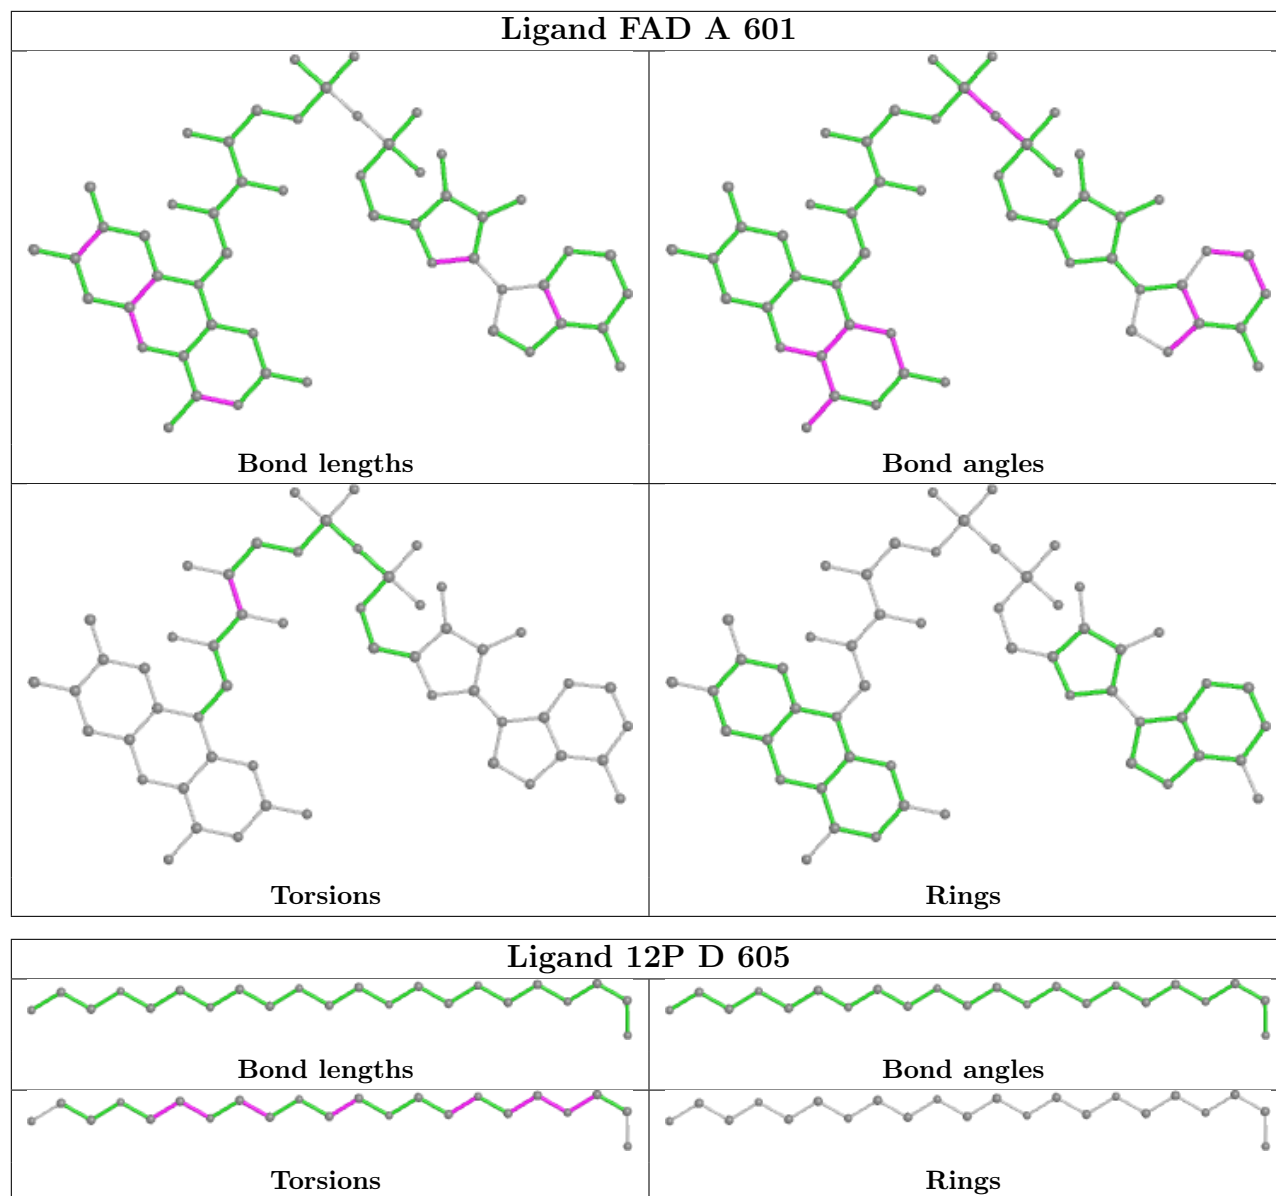 Ligand FAD A 601
Bond lengths
Bond angles
Torsions
Rings
Ligand 12P D 605
Bond lengths
Bond angles
Torsions
Rings